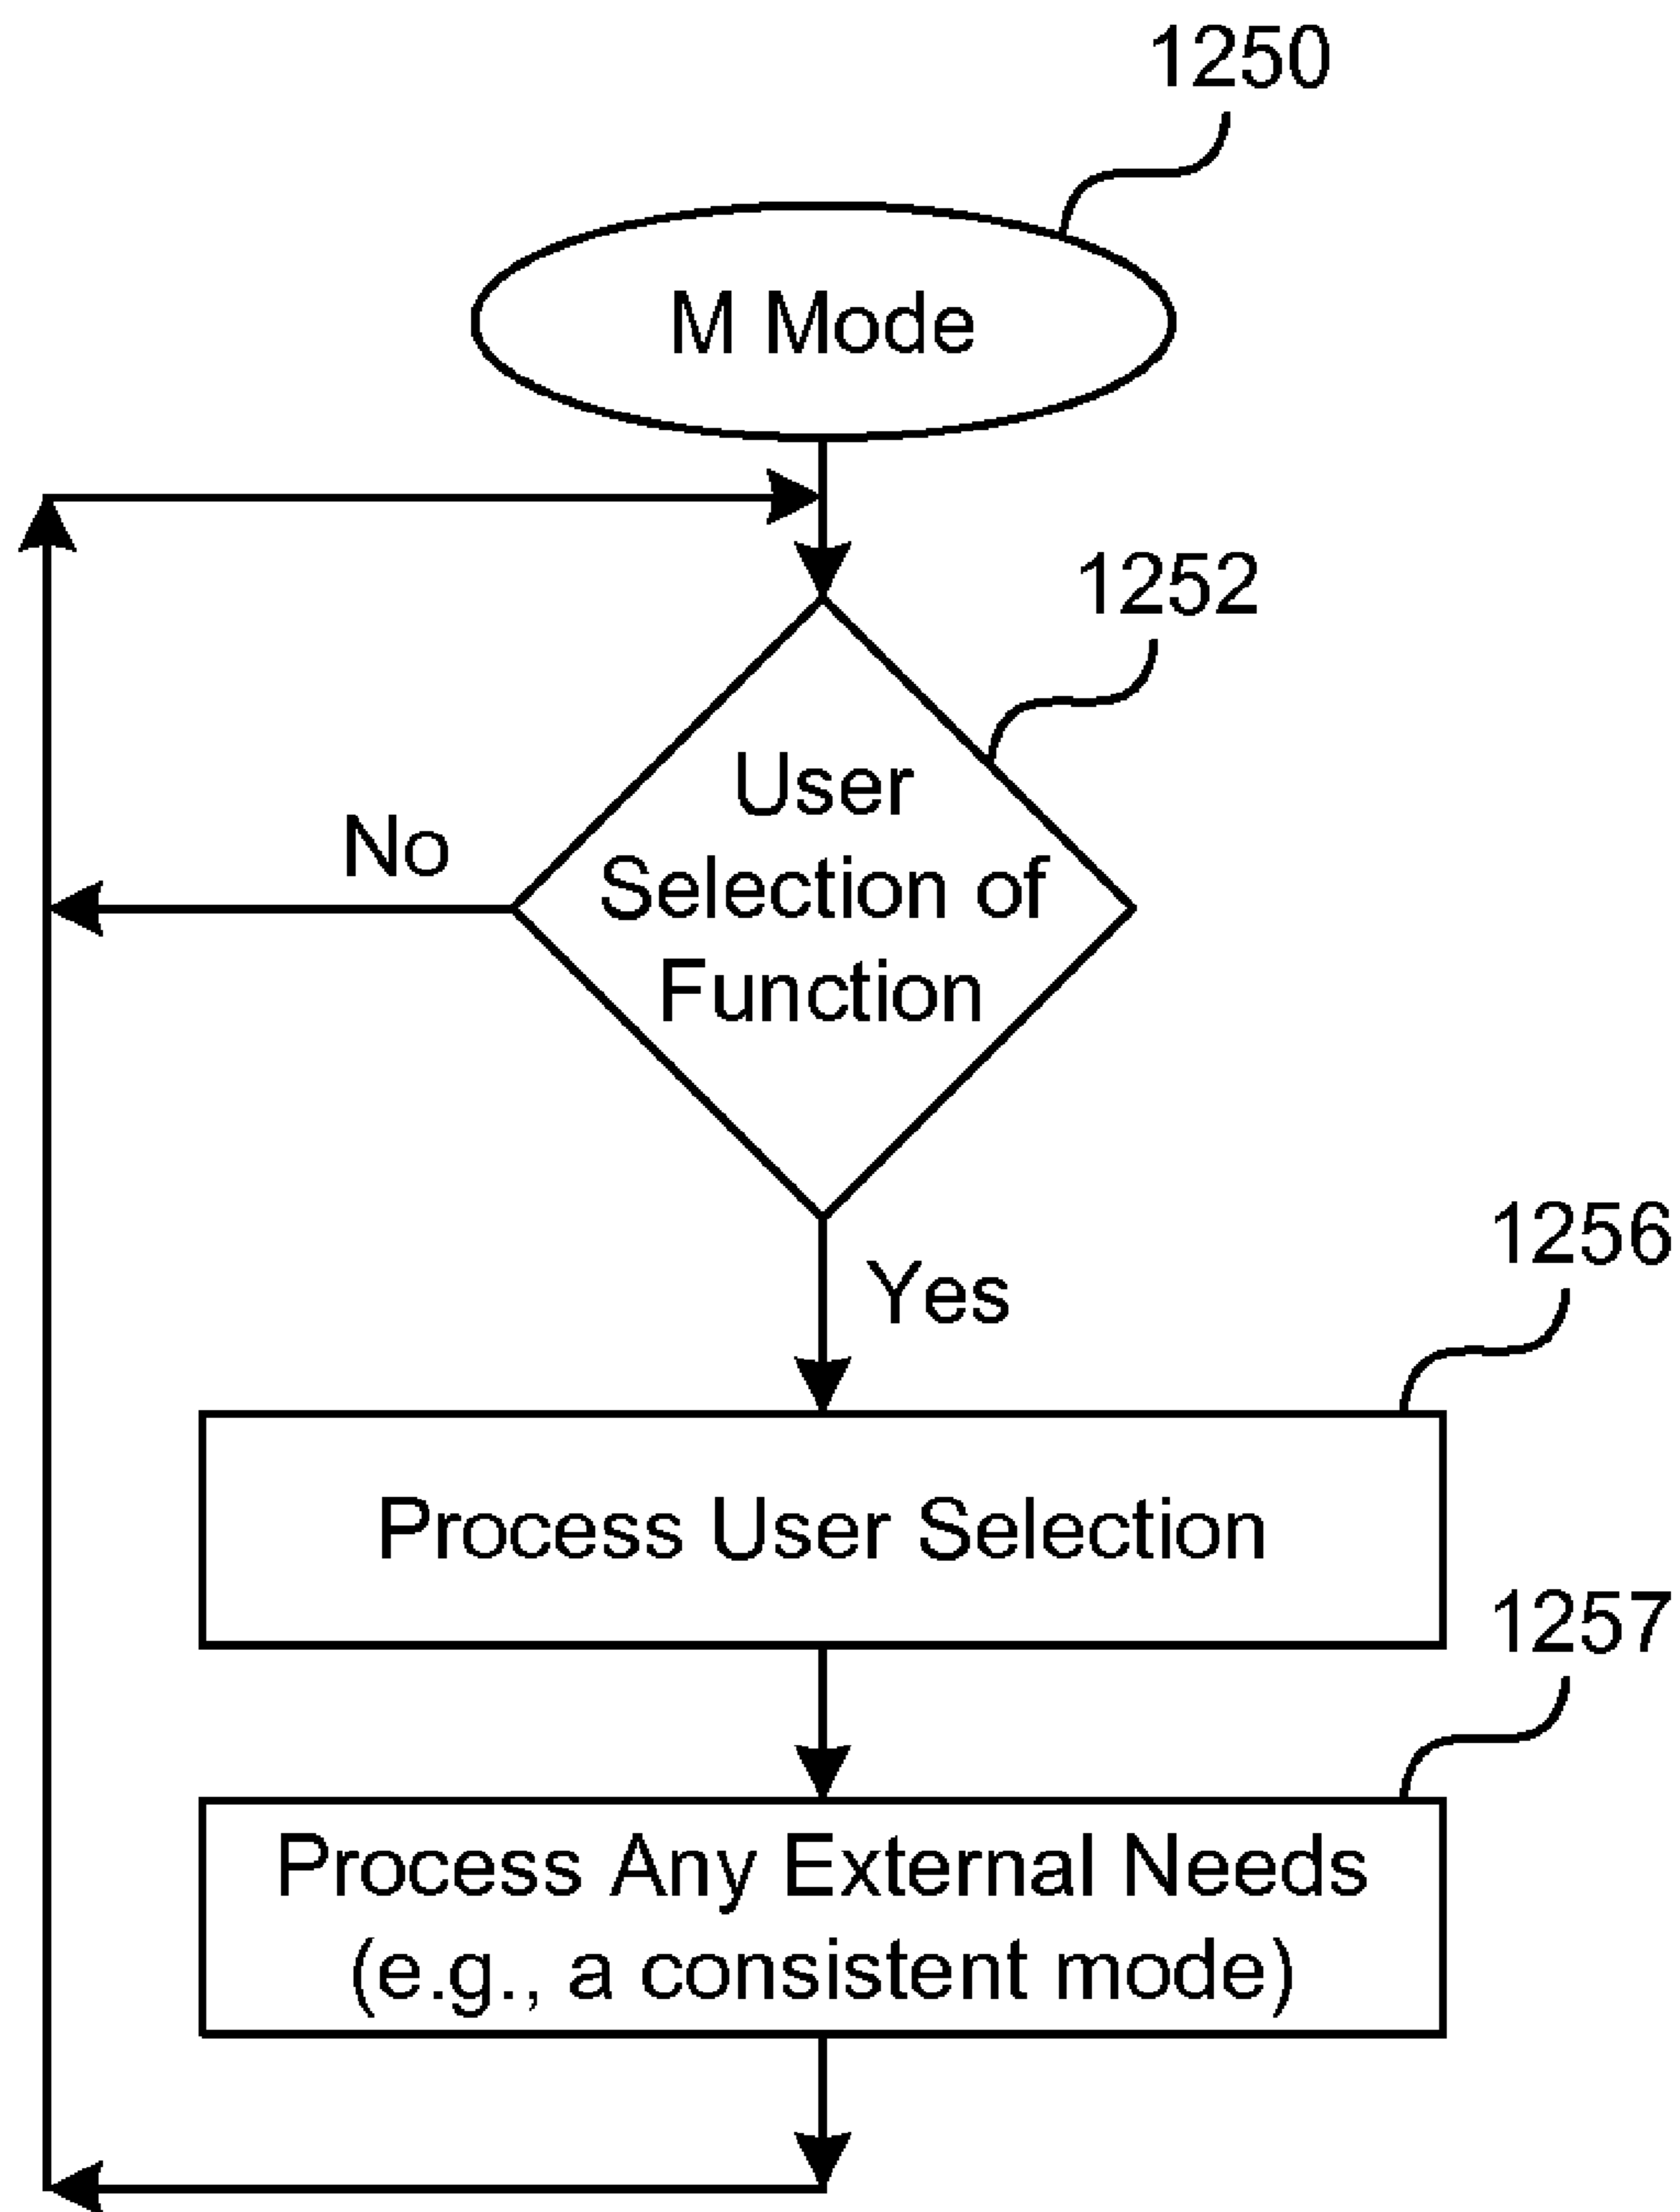 1250
M Mode
1252
User
Selection of
Function
No
Yes
1256
Process User Selection
1257
Process Any External Needs
(e.g., a consistent mode)